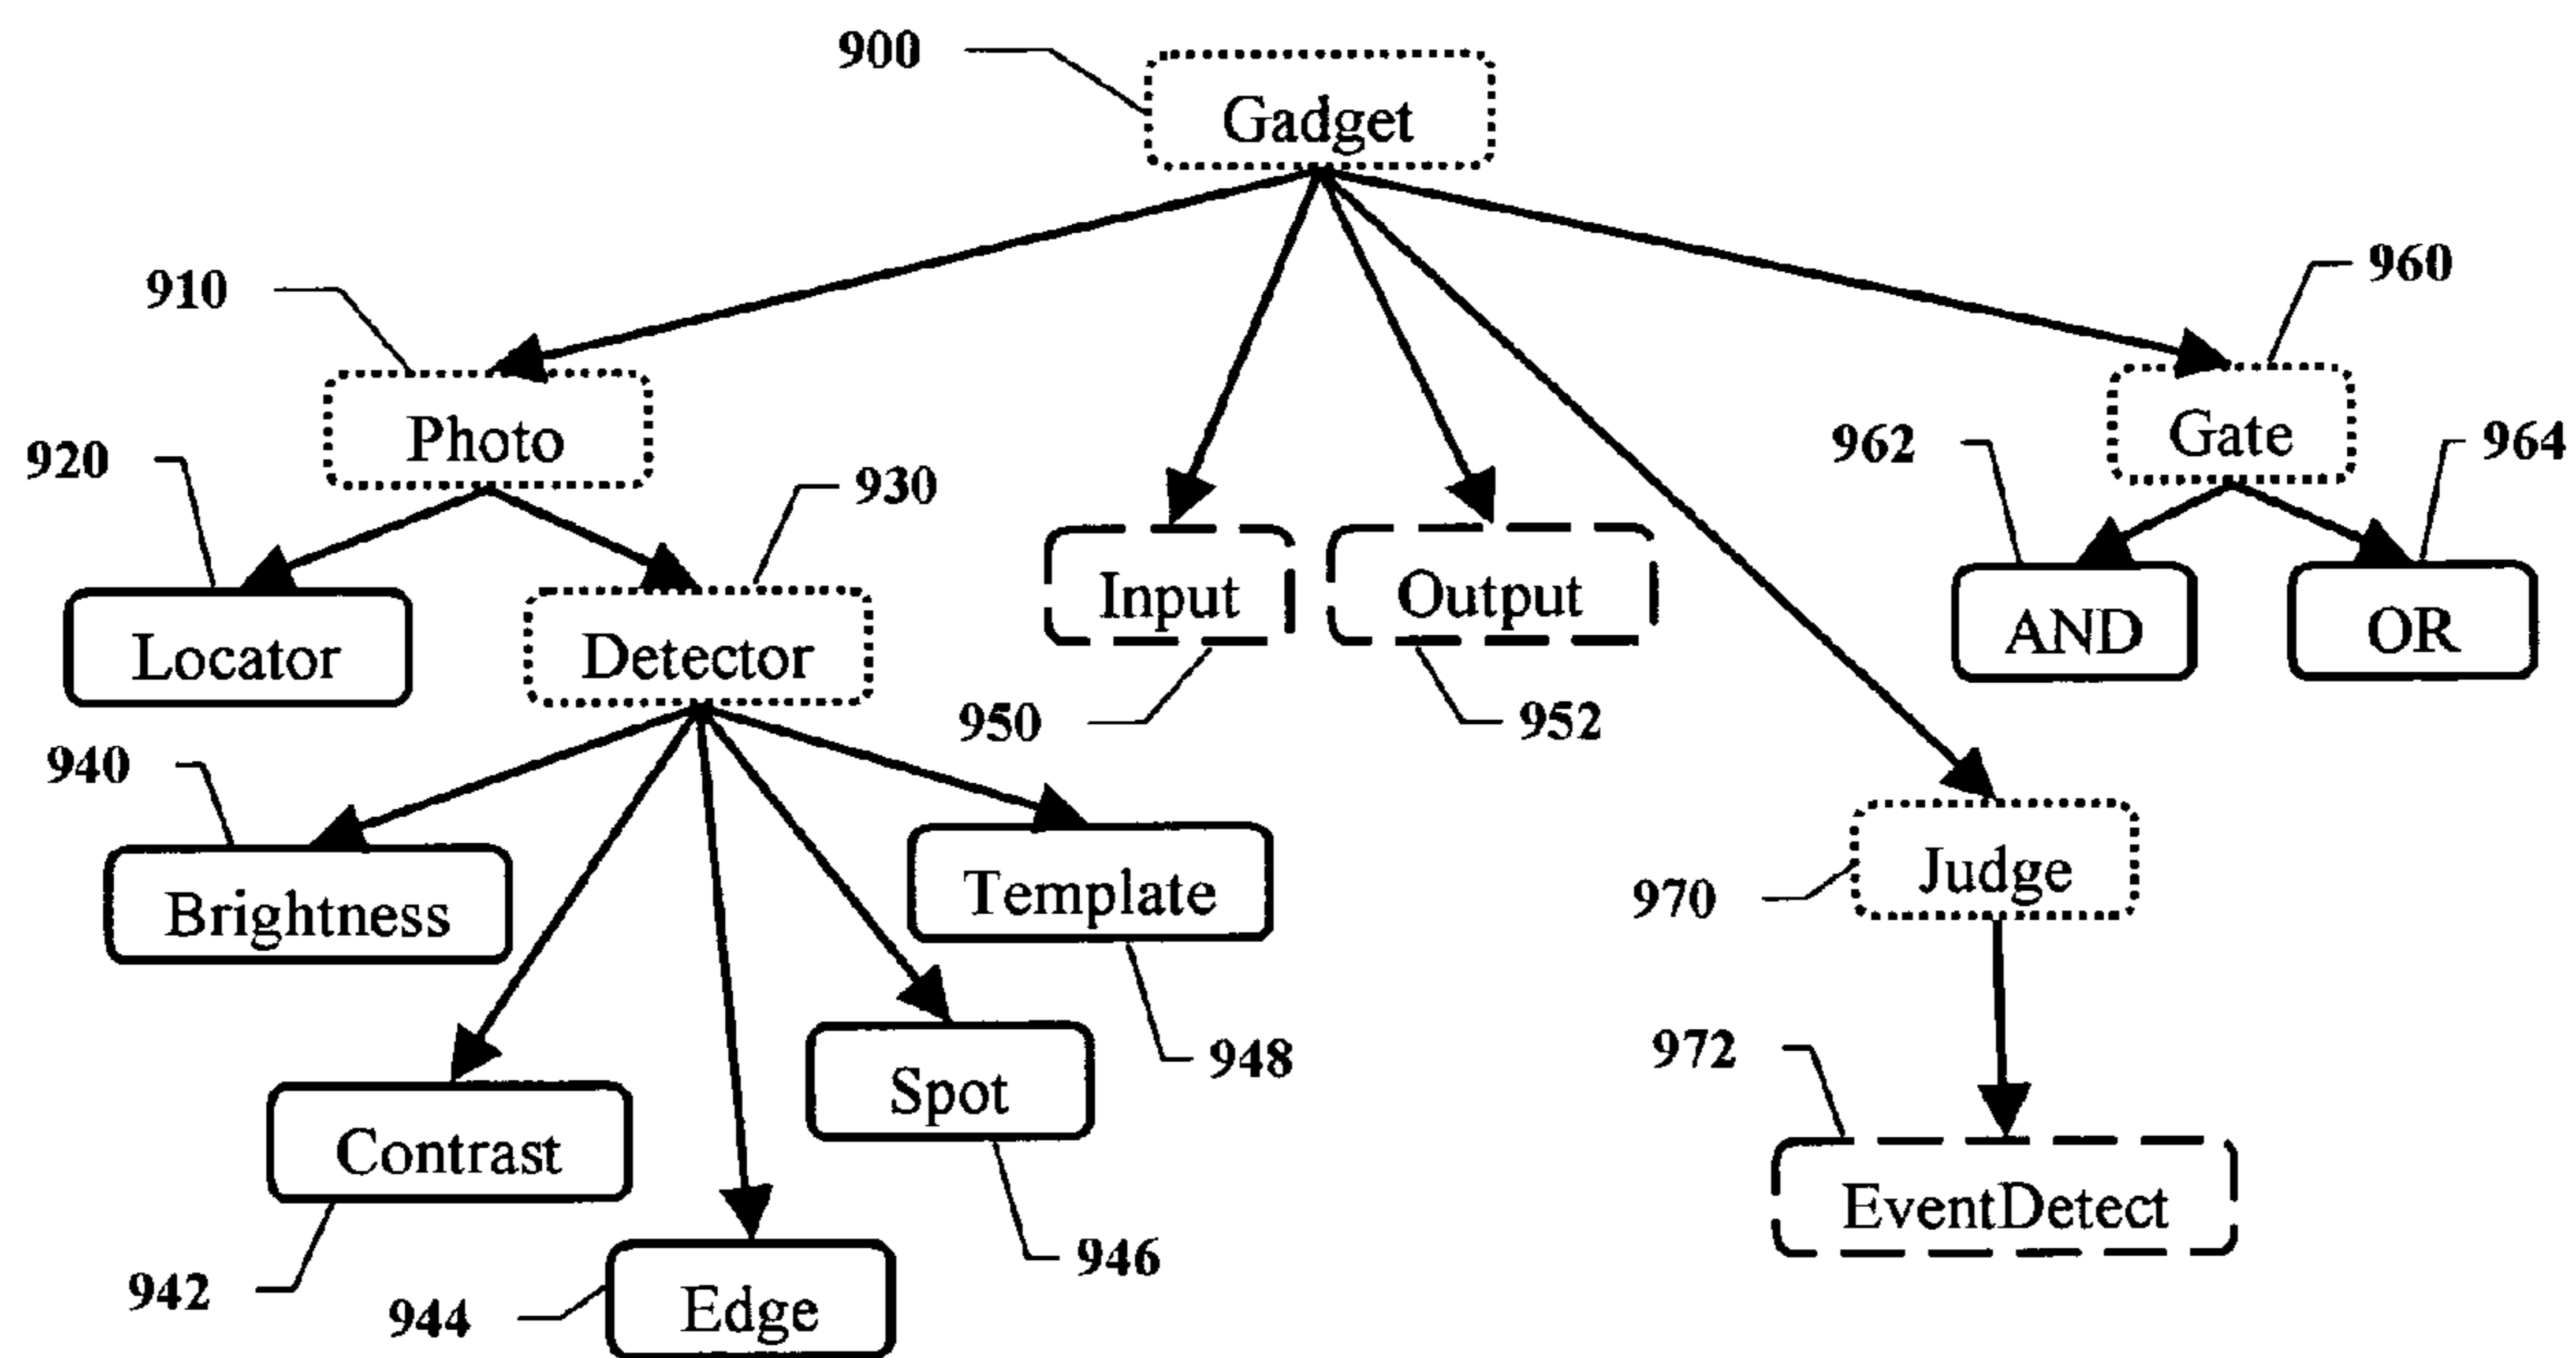 900
Gadget
910
960
Photo
Gate
920
930
962
964
Input
Output
AND
OR
Locator
Detector
950
952
940
Template
Judge
Brightness
970
948
972
Spot
Contrast
EventDetect
946
942
944
Edge